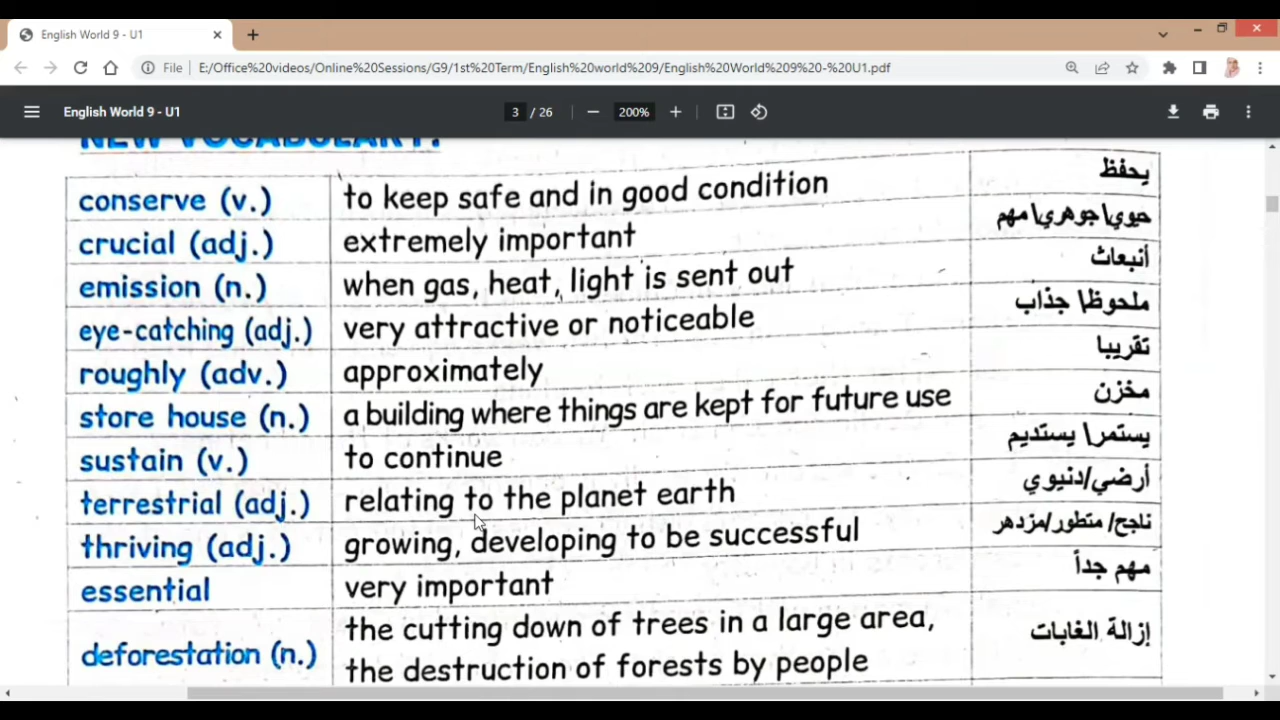 English World 9 - U1
File E:/Office%20videos/Online%20Sessions/G9/1st%20Term/English%20world%209/English%20World%209%20-%20U1.pdf
English World 9 - U1 3 / 26 200%
NEW VOCABULARY:
conserve (v.) to keep safe and in good condition يحفظ
crucial (adj.) extremely important حيوي\جوهري\مهم
emission (n.) when gas, heat, light is sent out أنبعاث
eye-catching (adj.) very attractive or noticeable ملحوظ\ جذاب
roughly (adv.) approximately تقريبا
store house (n.) a building where things are kept for future use مخزن
sustain (v.) to continue يستمر\ يستديم
terrestrial (adj.) relating to the planet earth أرضي/دنيوي
thriving (adj.) growing, developing to be successful ناجح/ متطور/مزدهر
essential very important مهم جداً
deforestation (n.) the cutting down of trees in a large area, إزالة الغابات
the destruction of forests by people